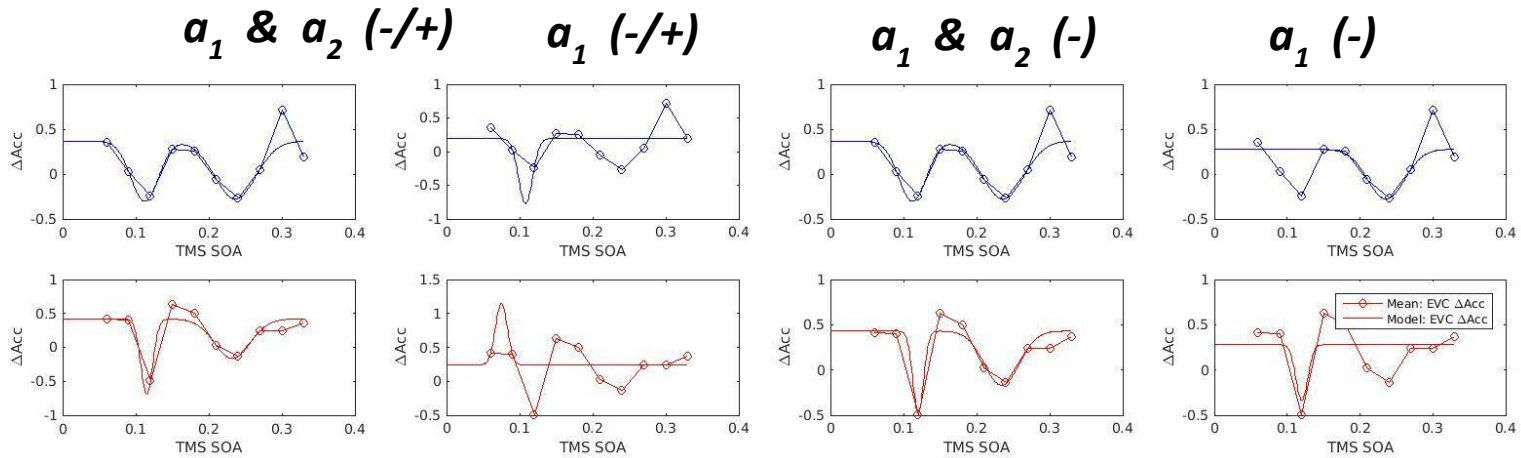 a1 & a2 (-/+)
a1 (-/+)
a1 & a2 (-)
a1 (-)
1
0.5
0
-0.5
ΔAcc
0 0.1 0.2 0.3 0.4
TMS SOA
1
0.5
0
-0.5
-1
ΔAcc
0 0.1 0.2 0.3 0.4
TMS SOA
1
0.5
0
-0.5
ΔAcc
0 0.1 0.2 0.3 0.4
TMS SOA
1
0.5
0
-0.5
ΔAcc
0 0.1 0.2 0.3 0.4
TMS SOA
1
0.5
0
-0.5
-1
ΔAcc
0 0.1 0.2 0.3 0.4
TMS SOA
1.5
1
0.5
0
-0.5
ΔAcc
0 0.1 0.2 0.3 0.4
TMS SOA
1
0.5
0
-0.5
ΔAcc
0 0.1 0.2 0.3 0.4
TMS SOA
1
0.5
0
-0.5
ΔAcc
Mean: EVC ΔAcc
Model: EVC ΔAcc
0 0.1 0.2 0.3 0.4
TMS SOA